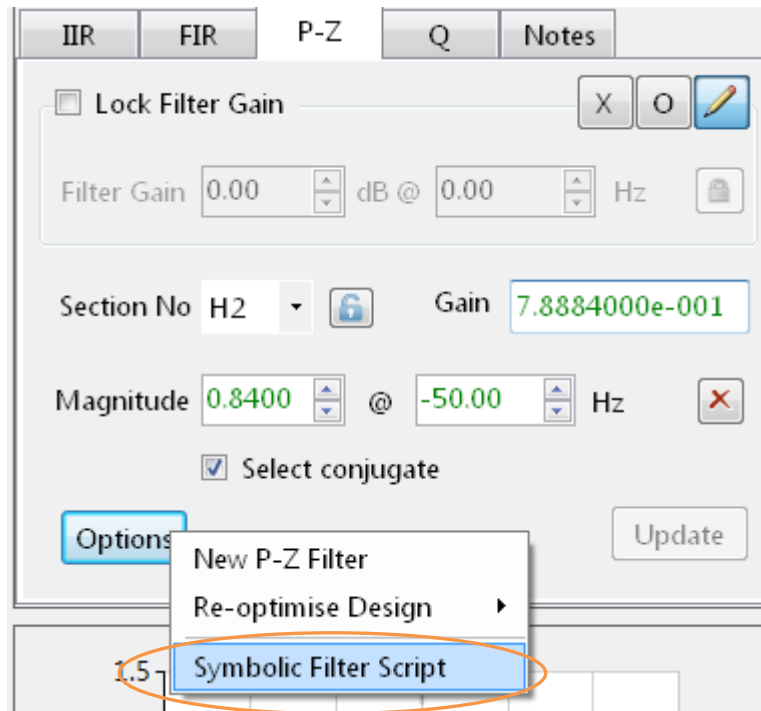 IIR FIR P-Z Q Notes
Lock Filter Gain X O
Filter Gain 0.00 dB @ 0.00 Hz
Section No H2 Gain 7.8884000e-001
Magnitude 0.8400 @ -50.00 Hz
Select conjugate
Options Update
New P-Z Filter
Re-optimise Design
Symbolic Filter Script
1.5